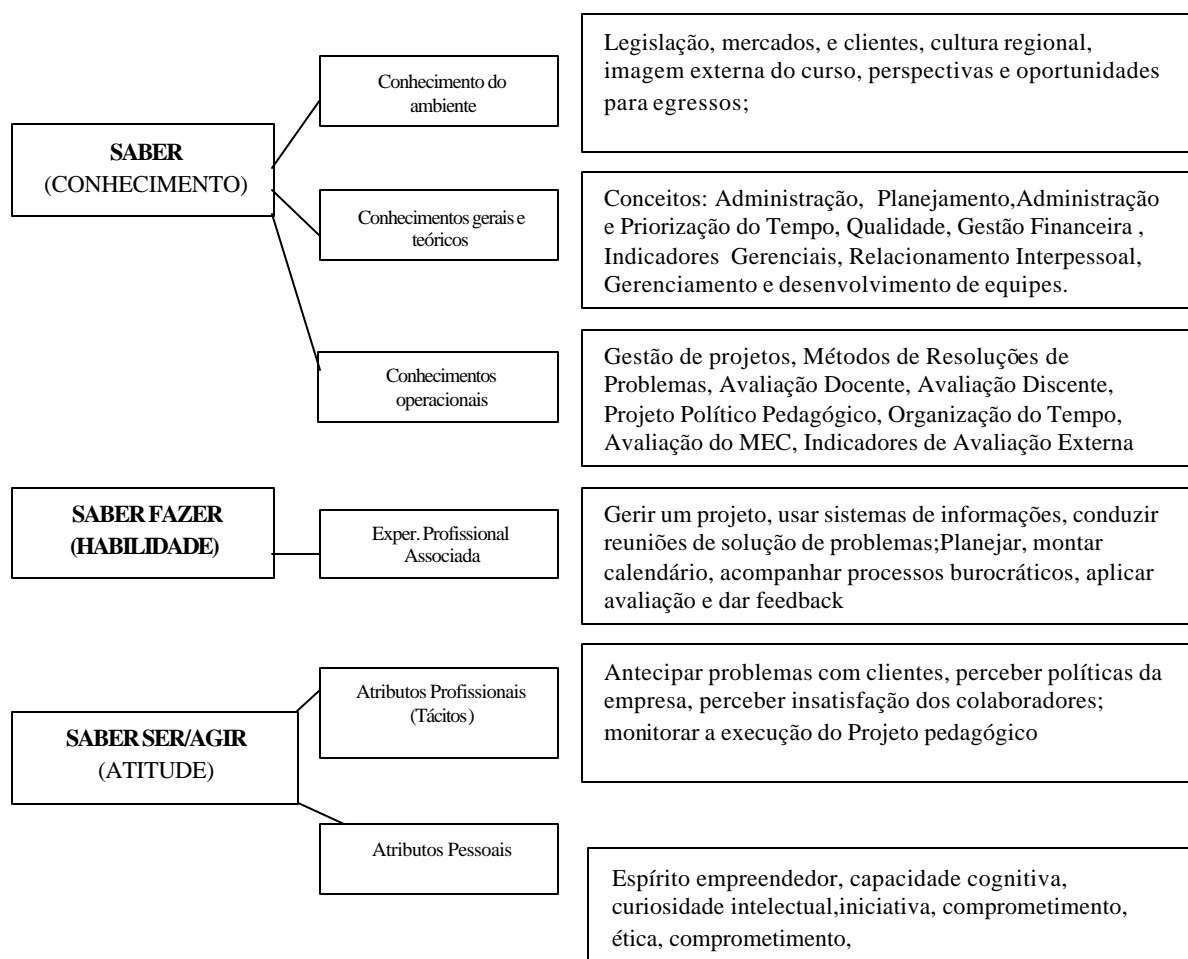 Conhecimento do
ambiente
Legislação, mercados, e clientes, cultura regional,
imagem externa do curso, perspectivas e oportunidades
para egressos;
SABER
(CONHECIMENTO)
Conhecimentos gerais e
teóricos
Conceitos: Administração, Planejamento,Administração
e Priorização do Tempo, Qualidade, Gestão Financeira ,
Indicadores Gerenciais, Relacionamento Interpessoal,
Gerenciamento e desenvolvimento de equipes.
Conhecimentos
operacionais
Gestão de projetos, Métodos de Resoluções de
Problemas, Avaliação Docente, Avaliação Discente,
Projeto Político Pedagógico, Organização do Tempo,
Avaliação do MEC, Indicadores de Avaliação Externa
SABER FAZER
(HABILIDADE)
Exper. Profissional
Associada
Gerir um projeto, usar sistemas de informações, conduzir
reuniões de solução de problemas;Planejar, montar
calendário, acompanhar processos burocráticos, aplicar
avaliação e dar feedback
SABER SER/AGIR
(ATITUDE)
Atributos Profissionais
(Tácitos)
Antecipar problemas com clientes, perceber políticas da
empresa, perceber insatisfação dos colaboradores;
monitorar a execução do Projeto pedagógico
Atributos Pessoais
Espírito empreendedor, capacidade cognitiva,
curiosidade intelectual,iniciativa, comprometimento,
ética, comprometimento,